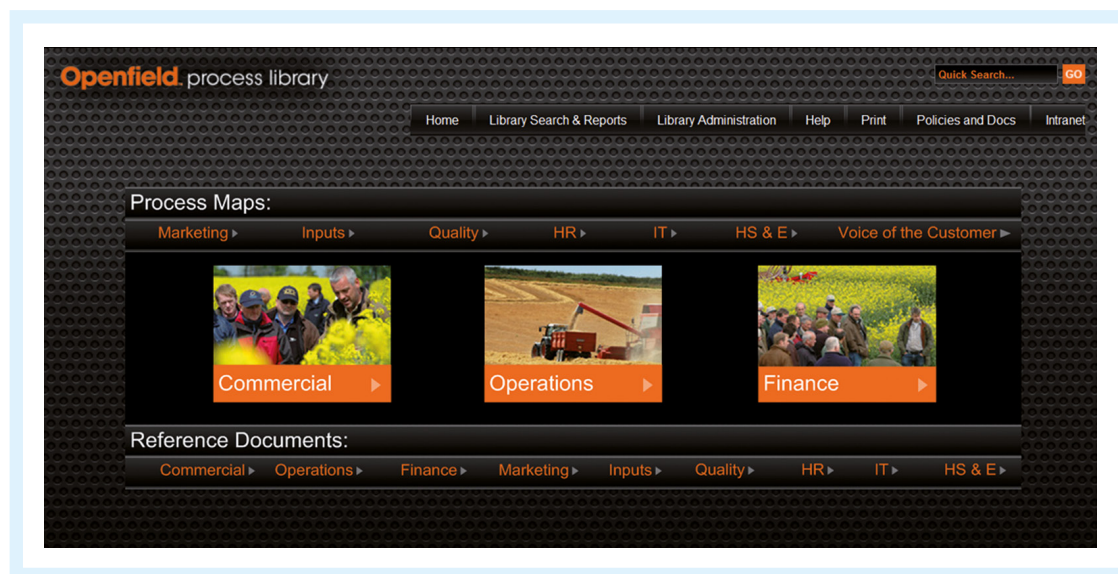 Openfield. process library
Quick Search... GO
Home Library Search & Reports Library Administration Help Print Policies and Docs Intranet
Process Maps:
Marketing Inputs Quality HR IT HS & E Voice of the Customer
Commercial Operations Finance
Reference Documents:
Commercial Operations Finance Marketing Inputs Quality HR IT HS & E